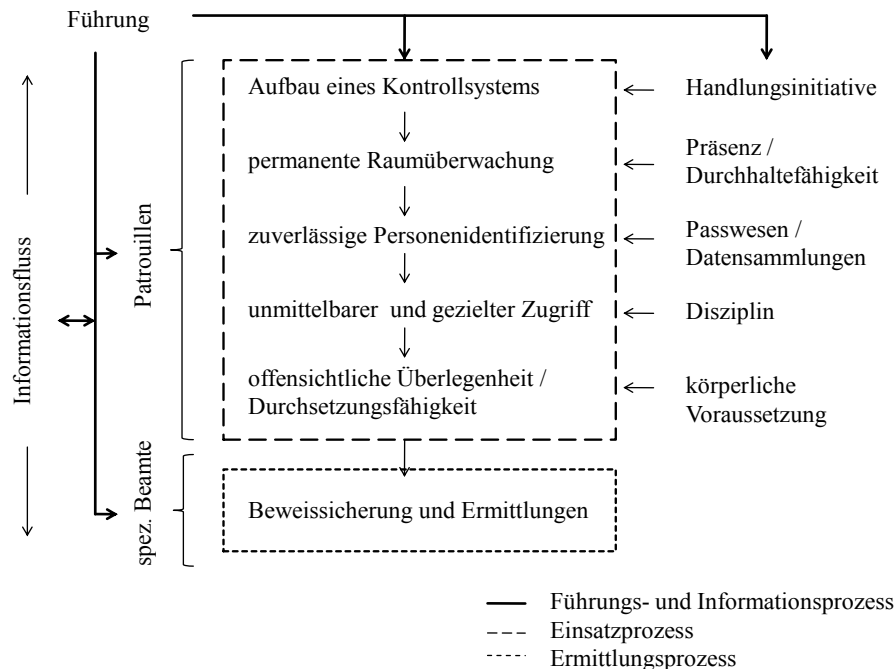 Führung
Aufbau eines Kontrollsystems
Handlungsinitiative
permanente Raumüberwachung
Präsenz /
Durchhaltefähigkeit
zuverlässige Personenidentifizierung
Passwesen /
Datensammlungen
unmittelbarer und gezielter Zugriff
Disziplin
offensichtliche Überlegenheit /
Durchsetzungsfähigkeit
körperliche
Voraussetzung
Informationsfluss
Patrouillen
spez. Beamte
Beweissicherung und Ermittlungen
Führungs- und Informationsprozess
Einsatzprozess
Ermittlungsprozess